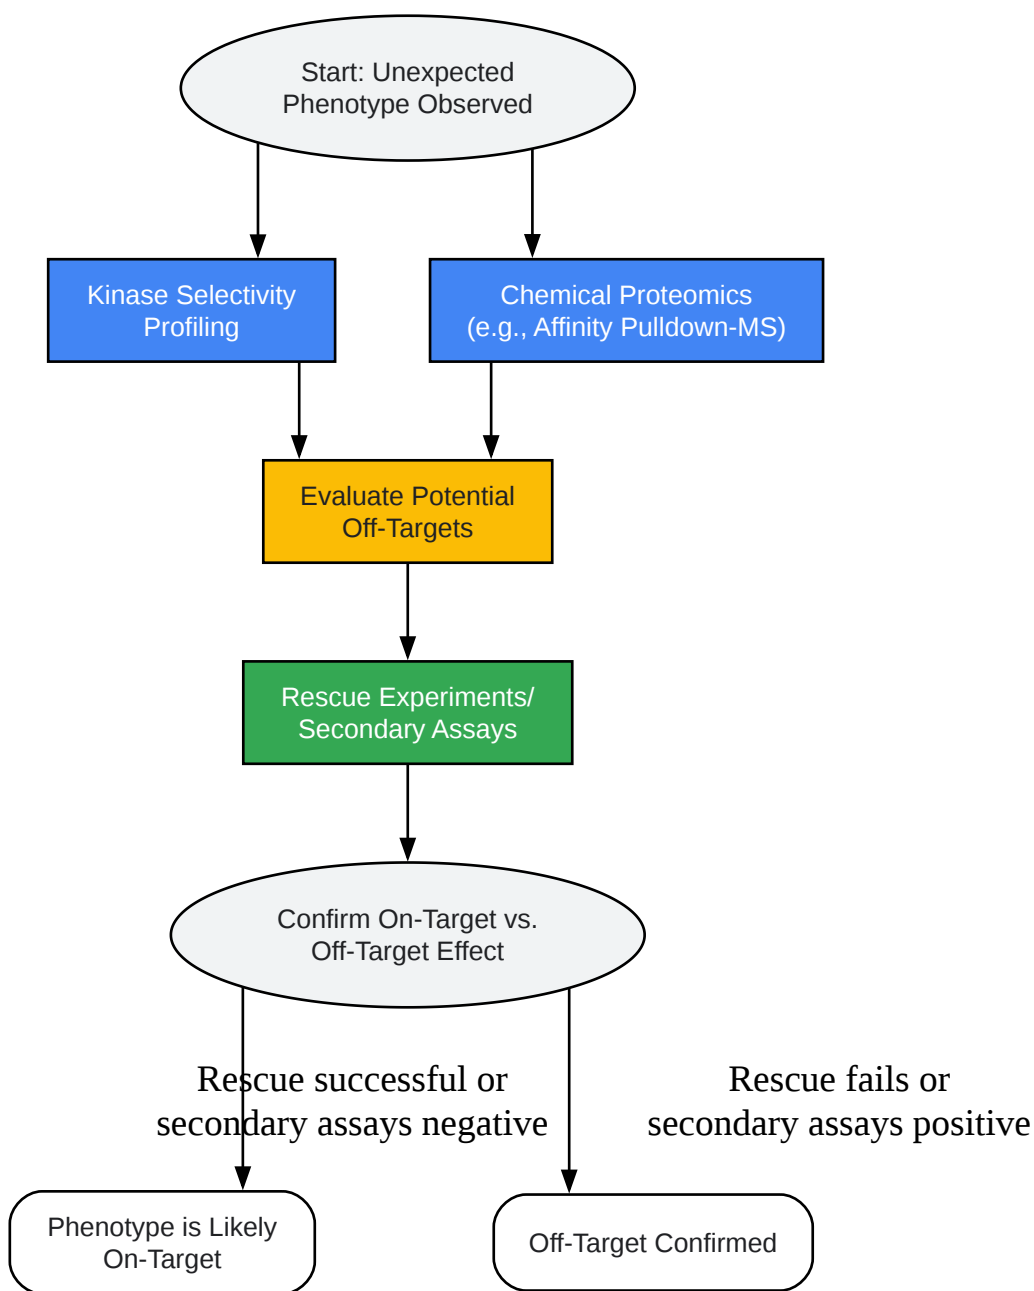 Start: Unexpected
Phenotype Observed
Kinase Selectivity
Profiling
Chemical Proteomics
(e.g., Affinity Pulldown-MS)
Evaluate Potential
Off-Targets
Rescue Experiments/
Secondary Assays
Confirm On-Target vs.
Off-Target Effect
Rescue successful or
secondary assays negative
Rescue fails or
secondary assays positive
Phenotype is Likely
On-Target
Off-Target Confirmed